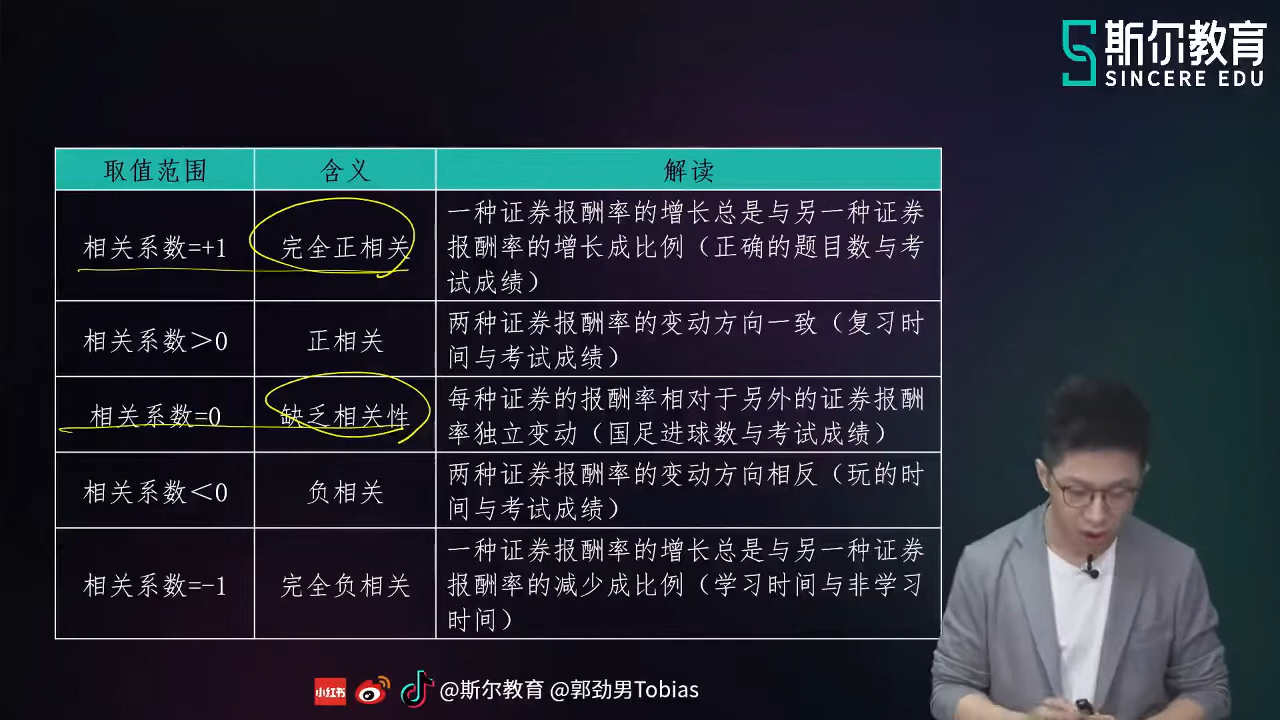 斯尔教育
SINCERE EDU
取值范围
含义
解读
相关系数=+1
完全正相关
一种证券报酬率的增长总是与另一种证券
报酬率的增长成比例（正确的题目数与考
试成绩）
相关系数＞0
正相关
两种证券报酬率的变动方向一致（复习时
间与考试成绩）
相关系数=0
缺乏相关性
每种证券的报酬率相对于另外的证券报酬
率独立变动（国足进球数与考试成绩）
相关系数＜0
负相关
两种证券报酬率的变动方向相反（玩的时
间与考试成绩）
相关系数=−1
完全负相关
一种证券报酬率的增长总是与另一种证券
报酬率的减少成比例（学习时间与非学习
时间）
小红书 @斯尔教育 @郭劲男Tobias